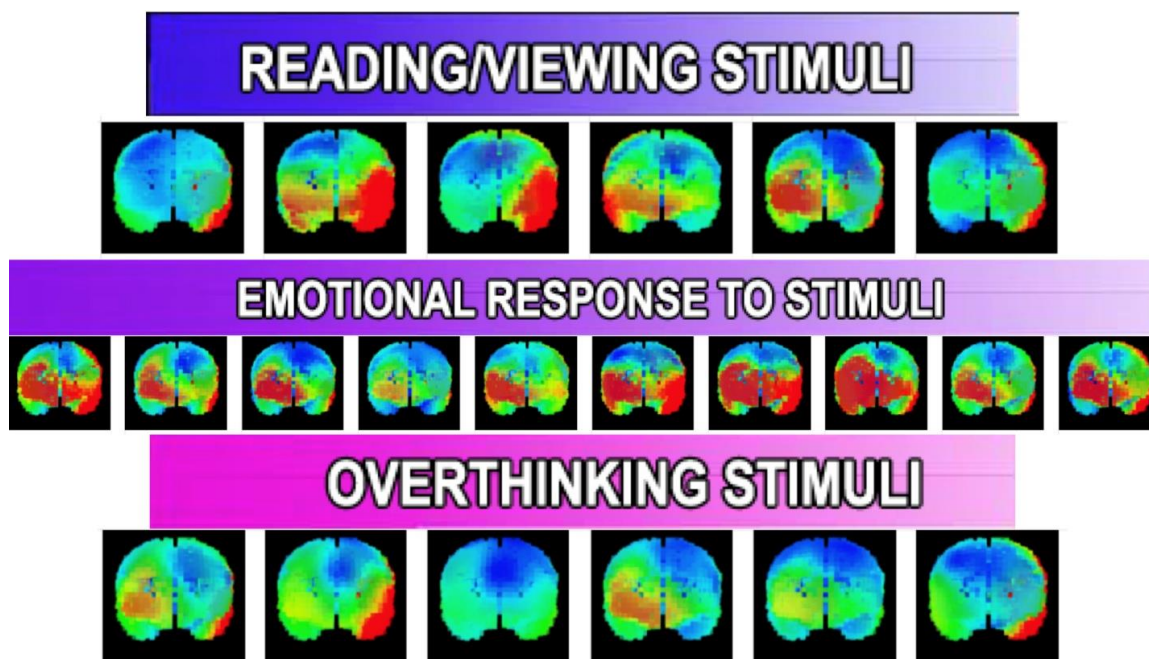 READING/VIEWING STIMULI
EMOTIONAL RESPONSE TO STIMULI
OVERTHINKING STIMULI